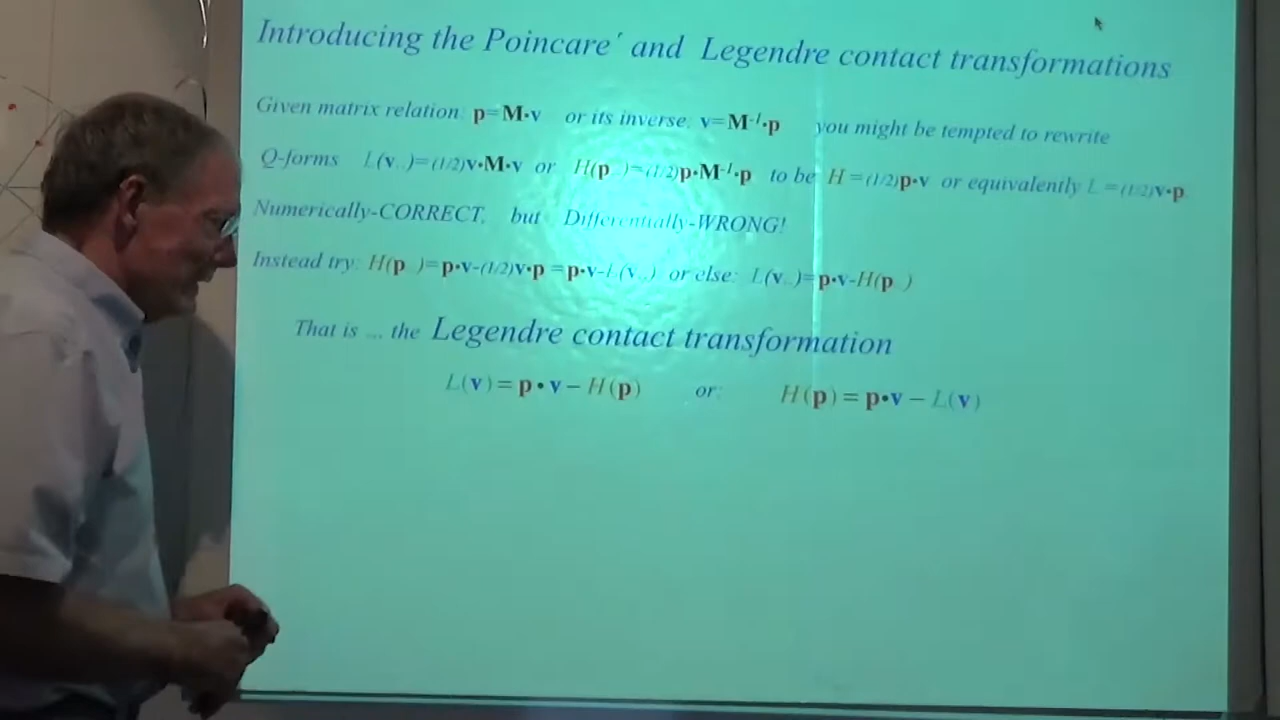 Introducing the Poincare´ and Legendre contact transformations
Given matrix relation: p=M•v or its inverse: v=M⁻¹•p you might be tempted to rewrite
Q-forms L(v..)=(1/2)v•M•v or H(p..)=(1/2)p•M⁻¹•p to be H=(1/2)p•v or equivalently L=(1/2)v•p.
Numerically-CORRECT, but Differentially-WRONG!
Instead try: H(p..)=p•v-(1/2)v•p =p•v-L(v..) or else: L(v..)=p•v-H(p..)
That is ... the Legendre contact transformation
L(v) = p • v − H(p) or: H(p) = p•v − L(v)